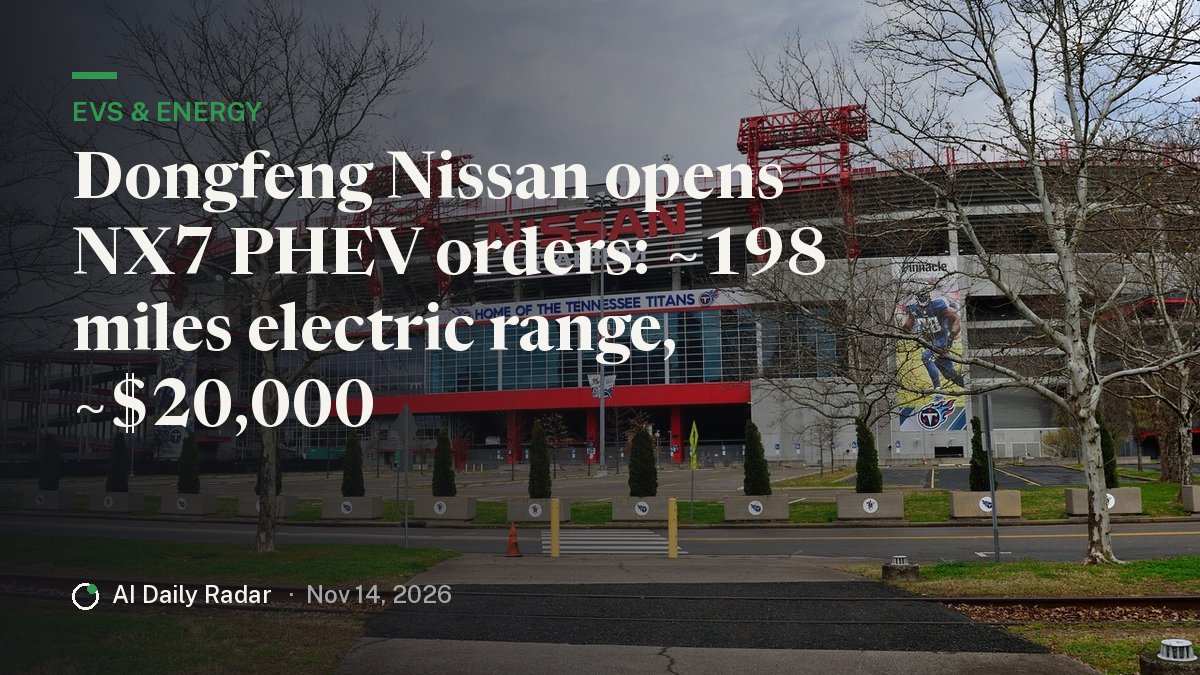 EVS & ENERGY
Dongfeng Nissan opens
NX7 PHEV orders: ~198
miles electric range,
~$20,000
NISSAN
HOME OF THE TENNESSEE TITANS
Pinnacle
AI Daily Radar · Nov 14, 2026